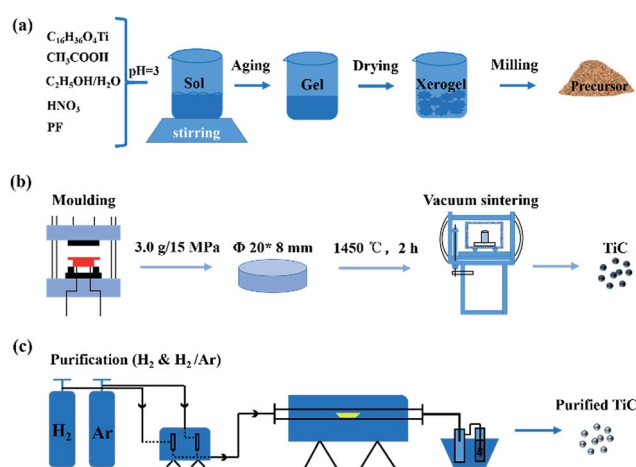 (a)
C₁₆H₃₆O₄Ti
CH₃COOH
C₂H₅OH/H₂O
HNO₃
PF
pH=3
Sol
stirring
Aging
Gel
Drying
Xerogel
Milling
Precursor
(b)
Moulding
3.0 g/15 MPa
Φ 20* 8 mm
1450 ℃, 2 h
Vacuum sintering
TiC
(c)
Purification (H₂ & H₂ /Ar)
H₂
Ar
Purified TiC